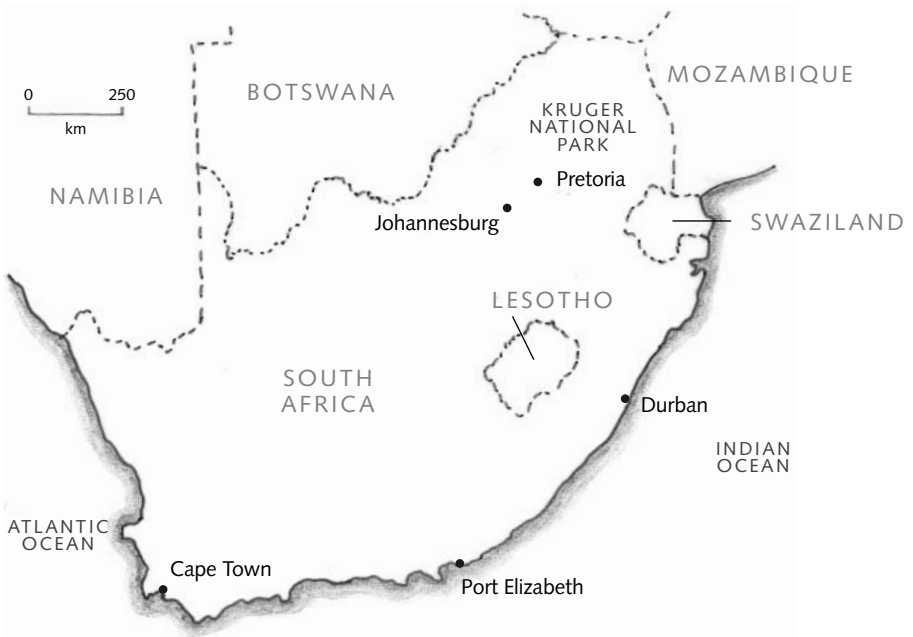 MOZAMBIQUE
BOTSWANA
0 250
km
KRUGER
NATIONAL
PARK
Pretoria
NAMIBIA
Johannesburg
SWAZILAND
LESOTHO
SOUTH
AFRICA
Durban
INDIAN
OCEAN
ATLANTIC
OCEAN
Cape Town
Port Elizabeth